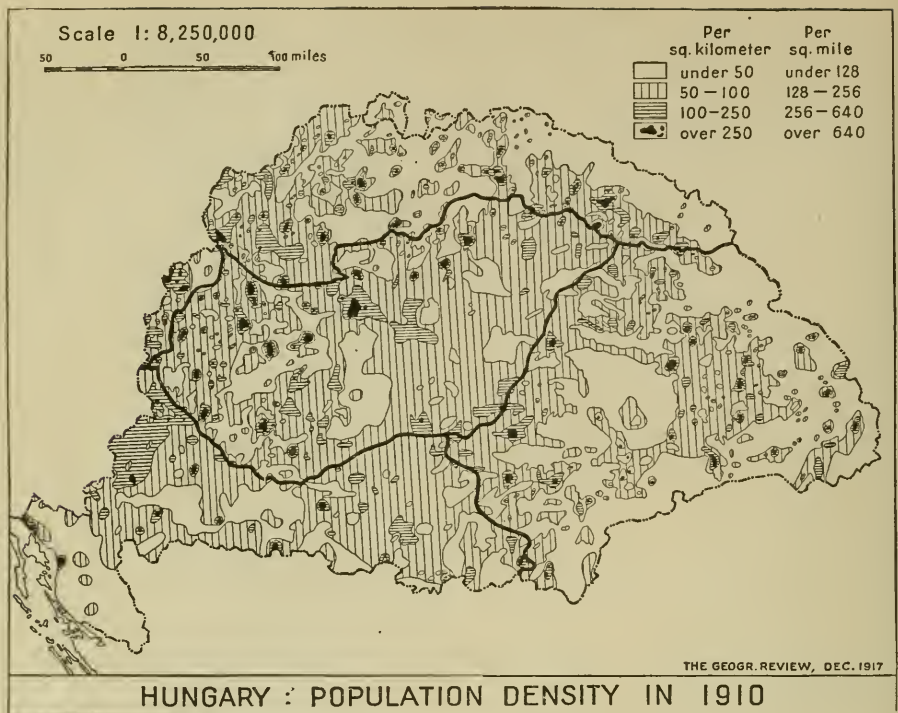 Scale 1: 8,250,000
50 0 50 100 miles
Per Per
sq. kilometer sq. mile
under 50 under 128
50 – 100 128 – 256
100-250 256 – 640
over 250 over 640
THE GEOGR. REVIEW, DEC. 1917
HUNGARY : POPULATION DENSITY IN 1910